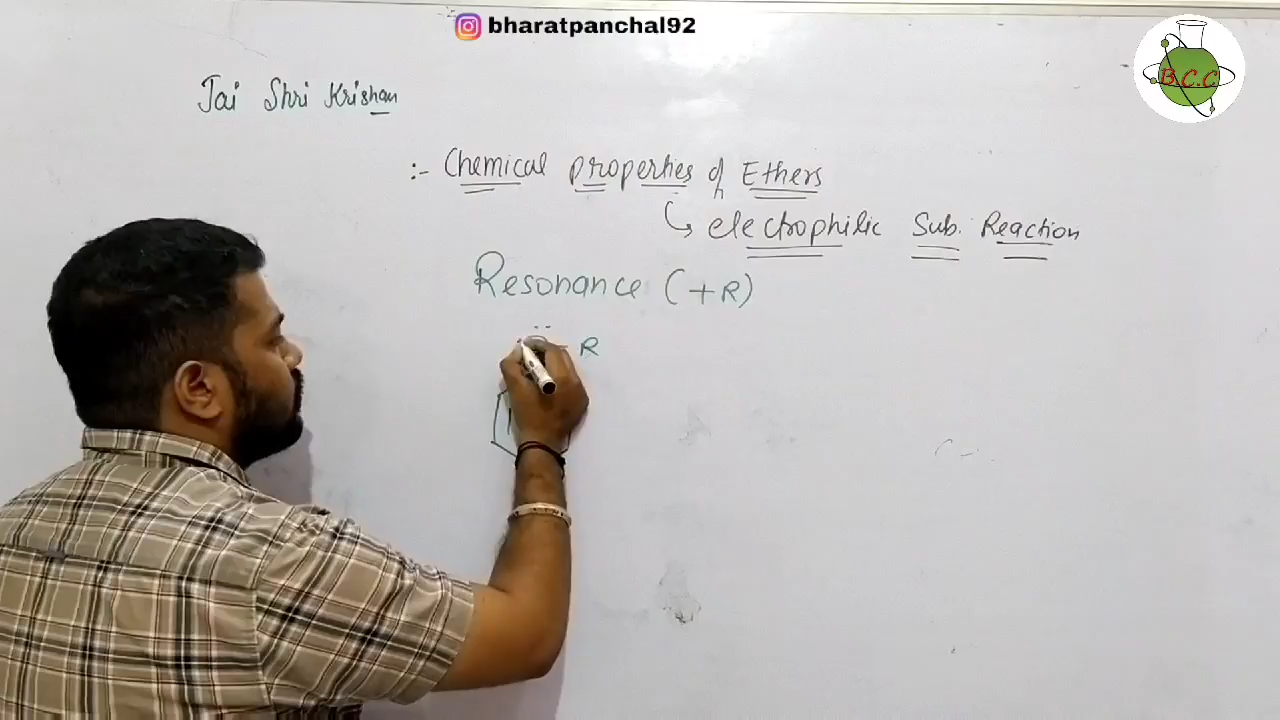 bharatpanchal92
B.C.C
Jai Shri Krishan
:- Chemical properties of Ethers
↳ electrophilic Sub. Reaction
Resonance (+R)
R